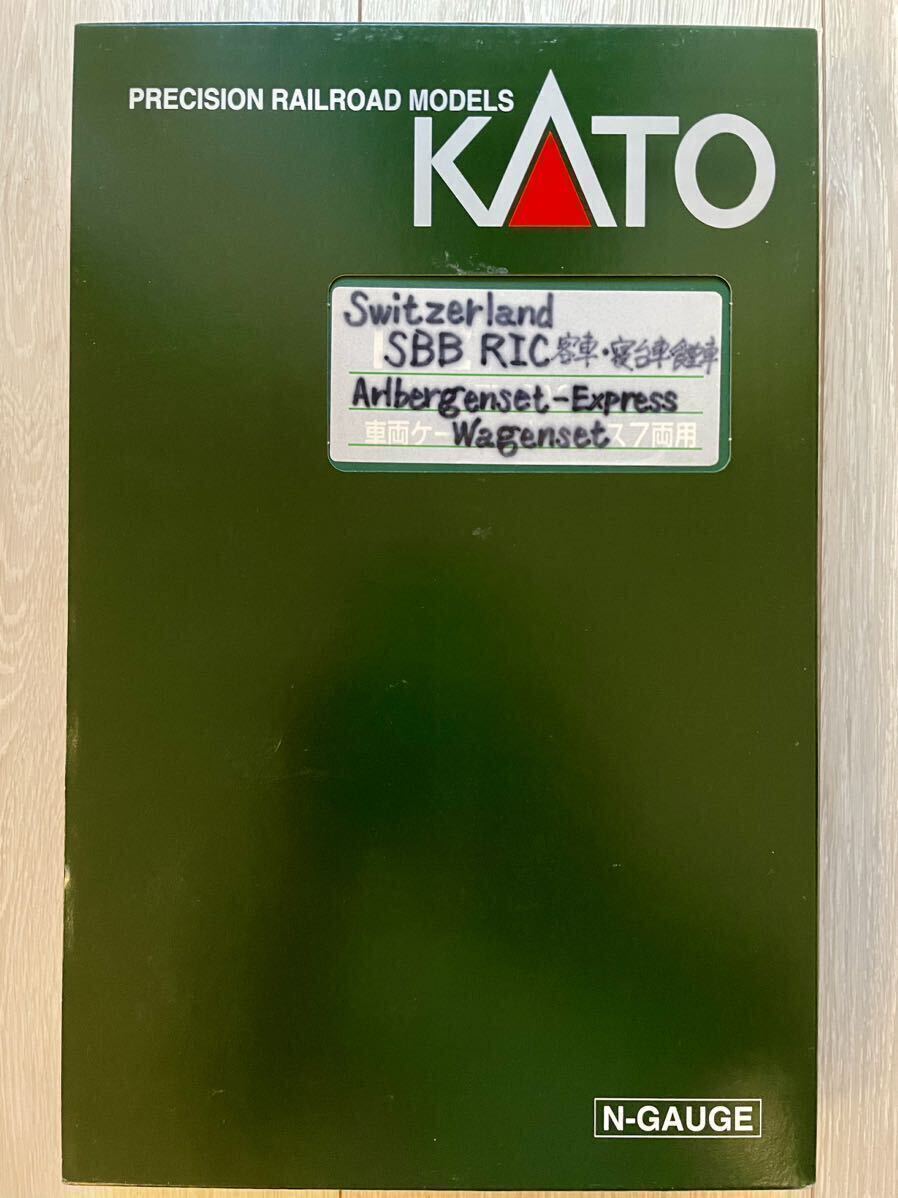 PRECISION RAILROAD MODELS
KATO
Switzerland
SBB RIC 客車・寝台車食堂車
Arlbergenset-Express
Wagenset
車両ケー ス7両用
N-GAUGE